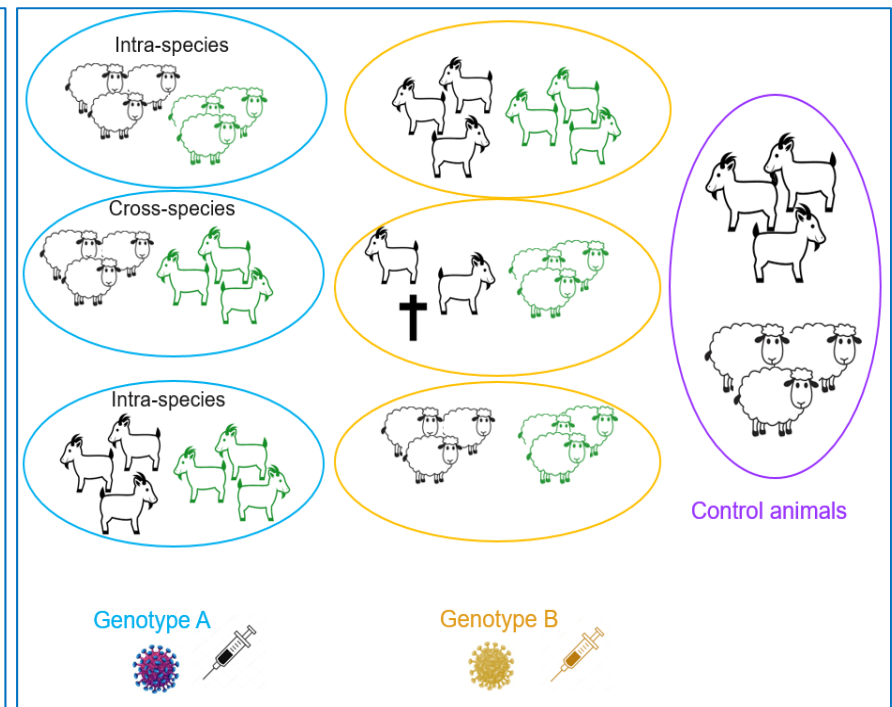 Intra-species
Cross-species
Intra-species
Control animals
Genotype A
Genotype B